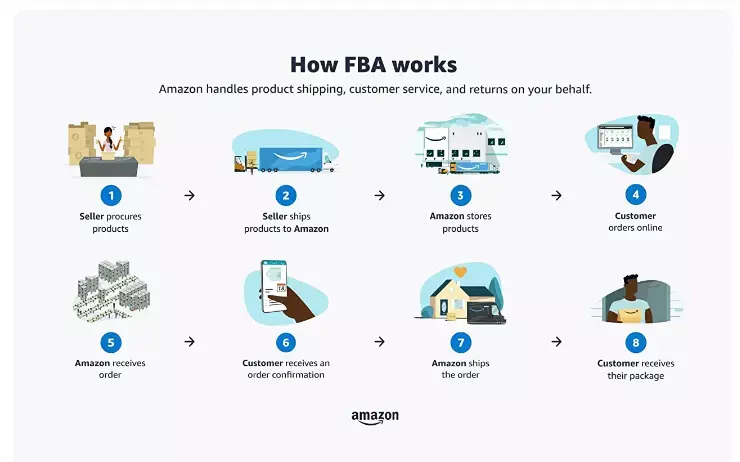 How FBA works
Amazon handles product shipping, customer service, and returns on your behalf.
1
Seller procures
products
2
Seller ships
products to Amazon
3
Amazon stores
products
4
Customer
orders online
5
Amazon receives
order
6
Customer receives an
order confirmation
7
Amazon ships
the order
8
Customer receives
their package
amazon